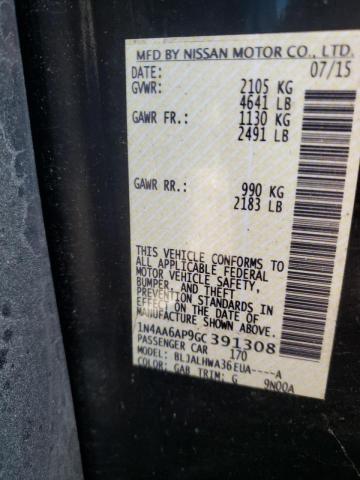 MFD BY NISSAN MOTOR CO., LTD.
DATE: 07/15
GVWR: 2105 KG
4641 LB
GAWR FR.: 1130 KG
2491 LB
GAWR RR.: 990 KG
2183 LB
THIS VEHICLE CONFORMS TO
ALL APPLICABLE FEDERAL
MOTOR VEHICLE SAFETY,
BUMPER, AND THEFT
PREVENTION STANDARDS IN
EFFECT ON THE DATE OF
MANUFACTURE SHOWN ABOVE.
1N4AA6AP9GC391308
PASSENGER CAR 170
MODEL: BLJALHWA36EUA----A
COLOR: GAB TRIM: G 9N00A